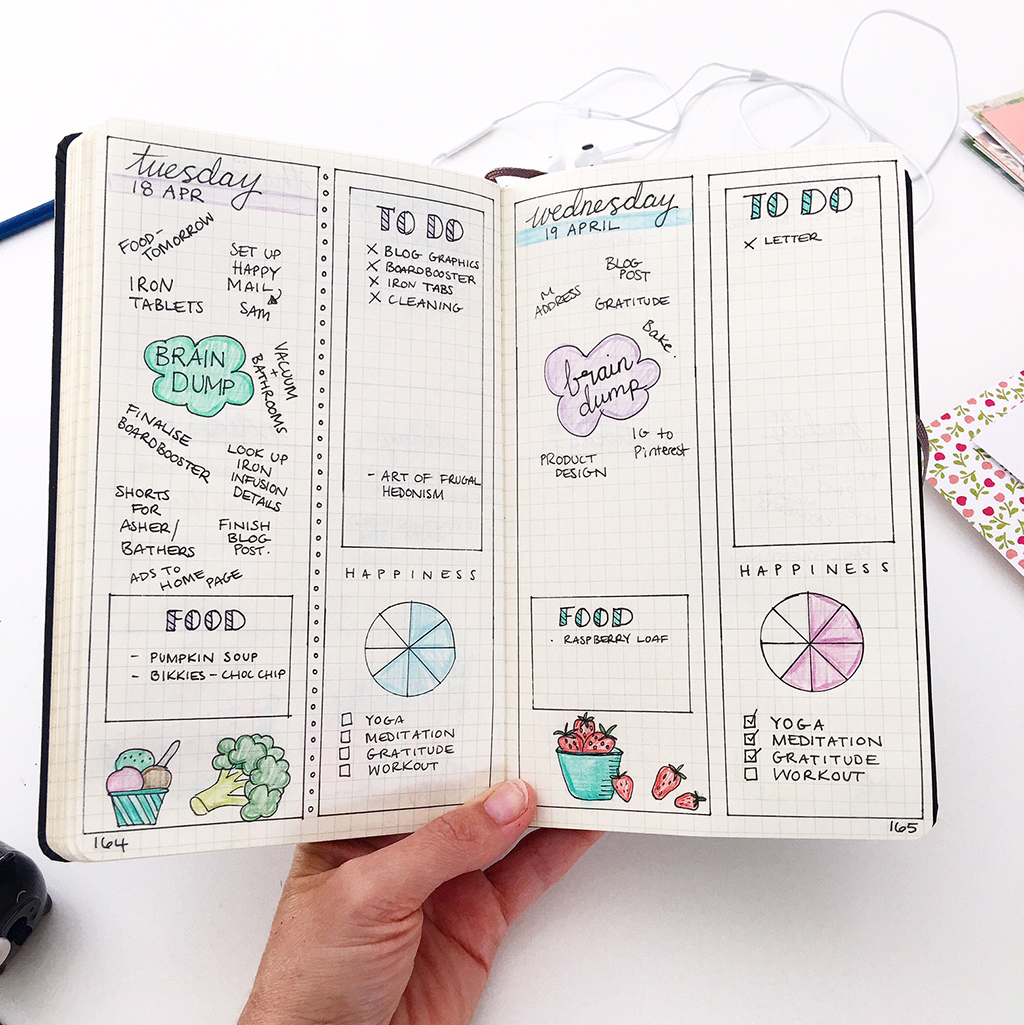 tuesday
18 APR
FOOD-
TOMORROW
SET UP
HAPPY
MAIL
SAM
IRON
TABLETS
BRAIN
DUMP
VACUUM
+
BATHROOMS
FINALISE
BOARDBOOSTER
LOOK UP
IRON
INFUSION
DETAILS
SHORTS
FOR
ASHER/
BATHERS
FINISH
BLOG
POST.
ADS TO
HOME PAGE
FOOD
- PUMPKIN SOUP
- BIKKIES - CHOC CHIP
164
TO DO
X BLOG GRAPHICS
X BOARDBOOSTER
X IRON TABS
X CLEANING
- ART OF FRUGAL
HEDONISM
HAPPINESS
YOGA
MEDITATION
GRATITUDE
WORKOUT
wednesday
19 APRIL
BLOG
POST
M
ADDRESS
GRATITUDE
Bake.
brain
dump
IG to
Pinterest
PRODUCT
DESIGN
FOOD
· RASPBERRY LOAF
TO DO
X LETTER
HAPPINESS
YOGA
MEDITATION
GRATITUDE
WORKOUT
165